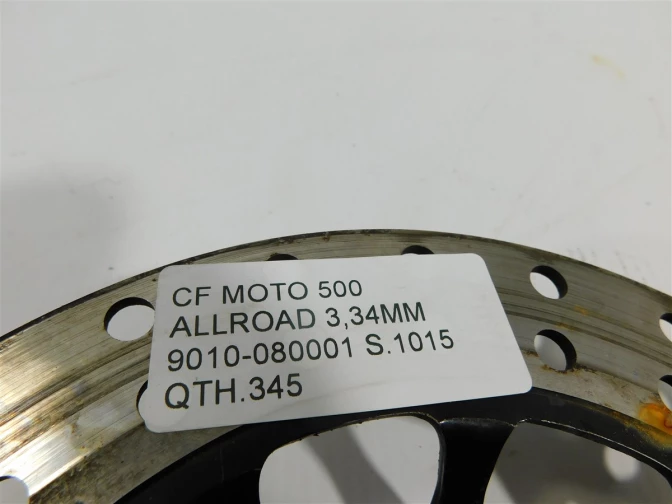 CF MOTO 500
ALLROAD 3,34MM
9010-080001 S.1015
QTH.345